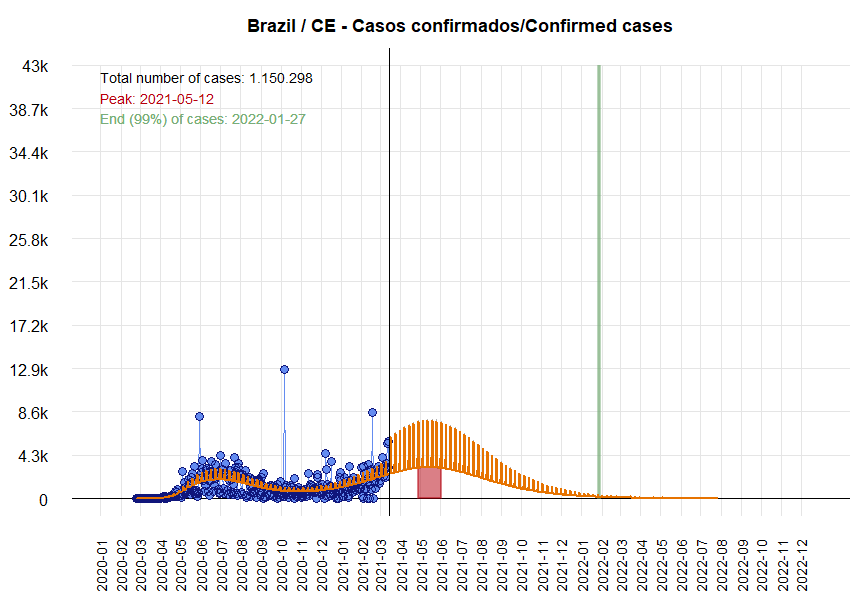 Brazil / CE - Casos confirmados/Confirmed cases
43k
38.7k
34.4k
30.1k
25.8k
21.5k
17.2k
12.9k
8.6k
4.3k
0
Total number of cases: 1.150.298
Peak: 2021-05-12
End (99%) of cases: 2022-01-27
2020-01
2020-02
2020-03
2020-04
2020-05
2020-06
2020-07
2020-08
2020-09
2020-10
2020-11
2020-12
2021-01
2021-02
2021-03
2021-04
2021-05
2021-06
2021-07
2021-08
2021-09
2021-10
2021-11
2021-12
2022-01
2022-02
2022-03
2022-04
2022-05
2022-06
2022-07
2022-08
2022-09
2022-10
2022-11
2022-12